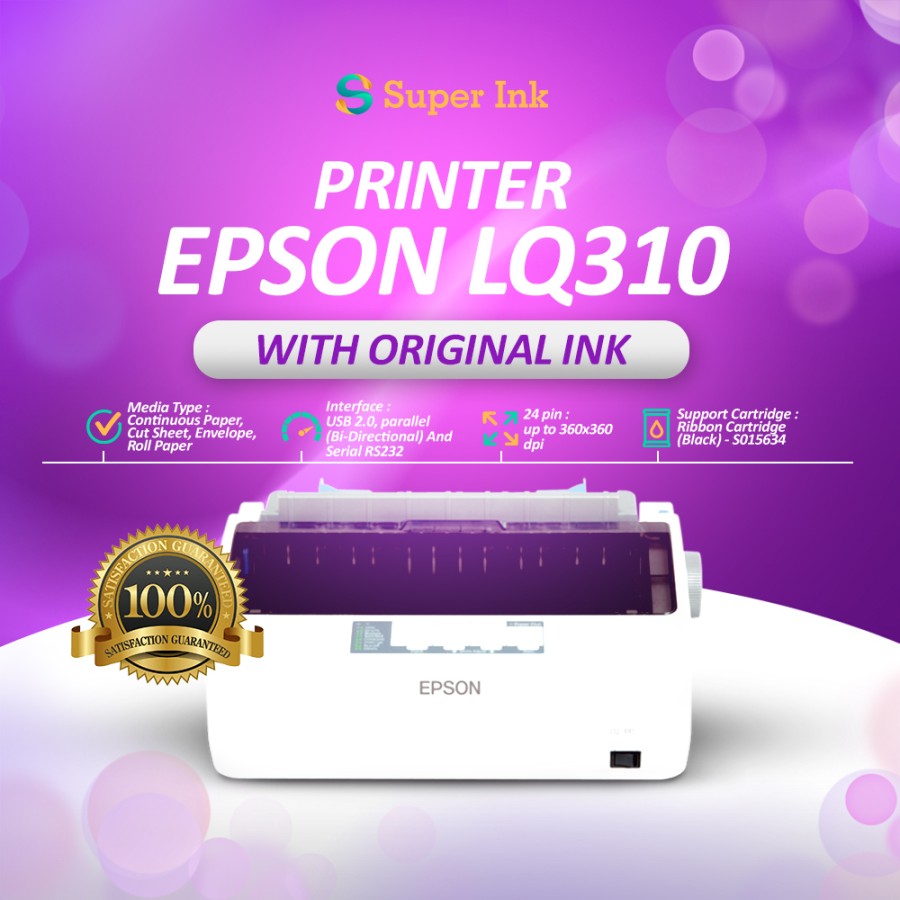 Super Ink
PRINTER
EPSON LQ310
WITH ORIGINAL INK
Media Type :
Continuous Paper,
Cut Sheet, Envelope,
Roll Paper
Interface :
USB 2.0, parallel
(Bi-Directional) And
Serial RS232
24 pin :
up to 360x360
dpi
Support Cartridge :
Ribbon Cartridge
(Black) - S015634
SATISFACTION GUARANTEED
100%
SATISFACTION GUARANTEED
EPSON